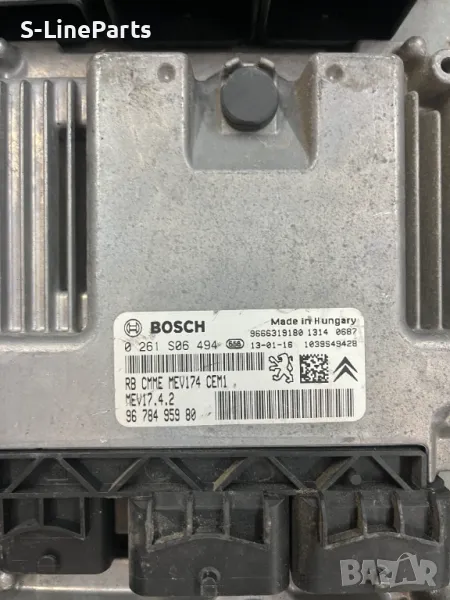 S-LineParts
BOSCH
Made in Hungary
9666319180 1314 0687
0 261 S06 494
13-01-16 1039S49428
RB CMME MEV174 CEM1
MEV17.4.2
96 784 959 80
BAZAR